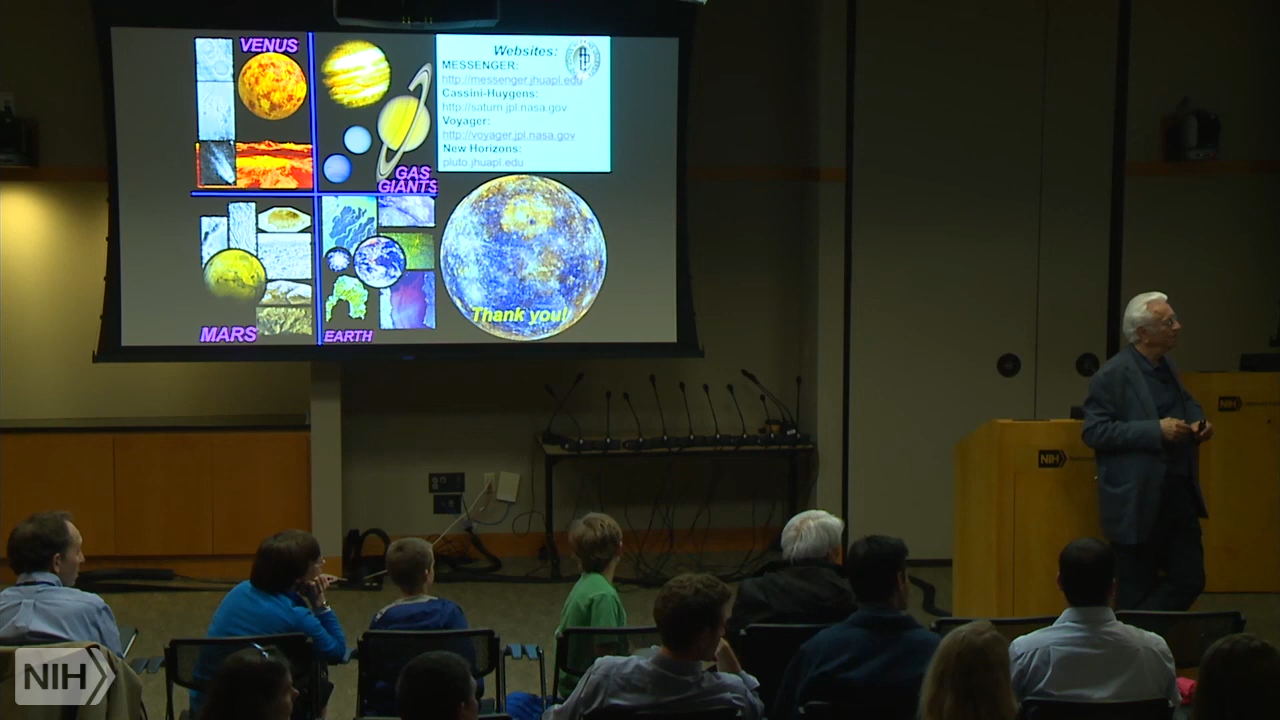 VENUS
GAS
GIANTS
MARS
EARTH
Websites:
MESSENGER:
http://messenger.jhuapl.edu
Cassini-Huygens:
http://saturn.jpl.nasa.gov
Voyager:
http://voyager.jpl.nasa.gov
New Horizons:
pluto.jhuapl.edu
Thank you!
NIH
NIH
NIH